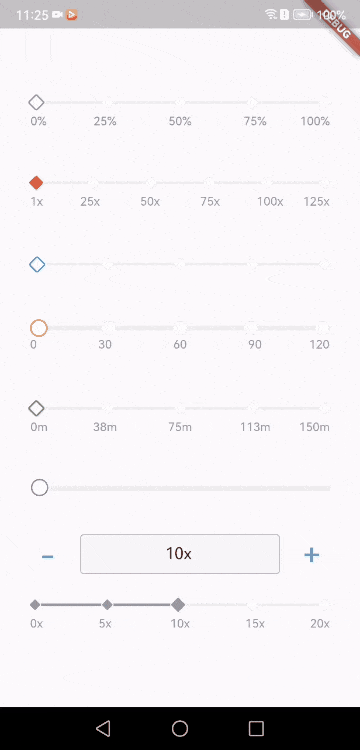 11:25 100%
DEBUG
0% 25% 50% 75% 100%
1x 25x 50x 75x 100x 125x
0 30 60 90 120
0m 38m 75m 113m 150m
- 10x +
0x 5x 10x 15x 20x